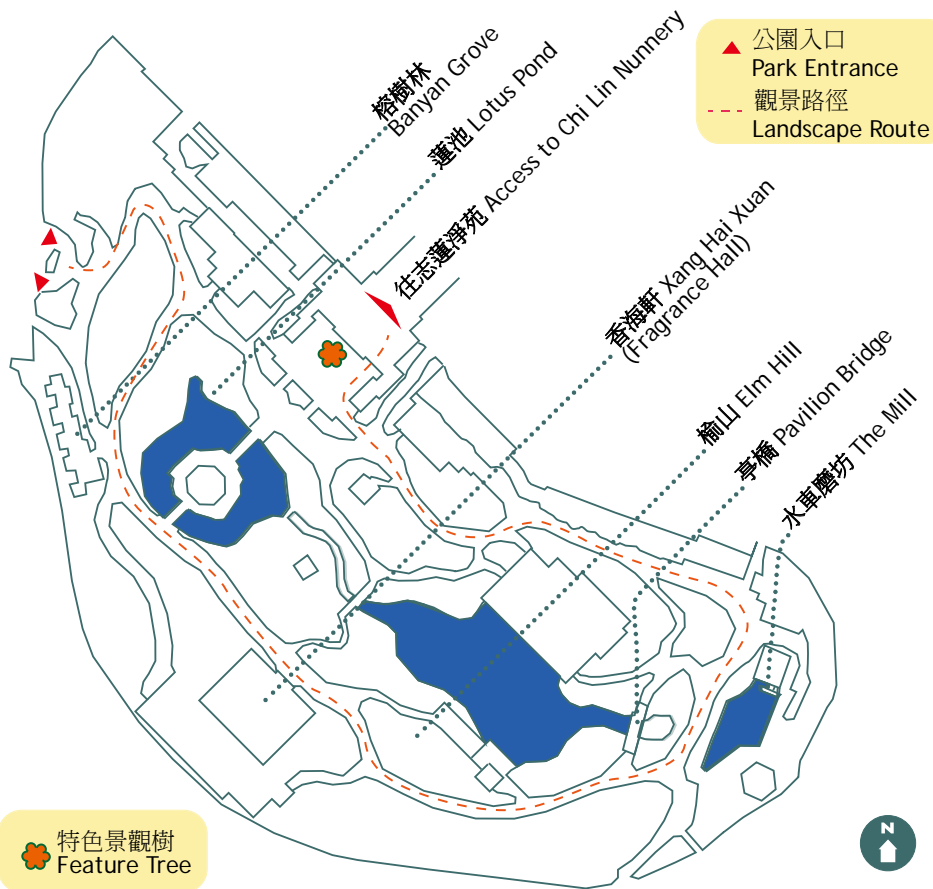 公園入口
Park Entrance
觀景路徑
Landscape Route
榕樹林
Banyan Grove
蓮池 Lotus Pond
往志蓮淨苑 Access to Chi Lin Nunnery
香海軒 Xang Hai Xuan
(Fragrance Hall)
榆山 Elm Hill
亭橋 Pavilion Bridge
水車磨坊 The Mill
特色景觀樹
Feature Tree
N